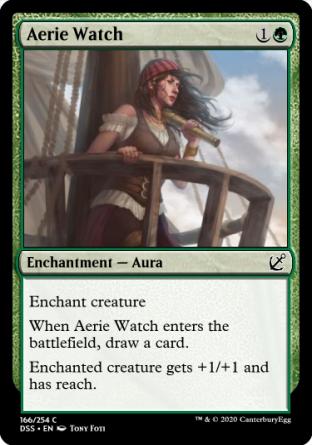 Aerie Watch 1
Enchantment — Aura
Enchant creature
When Aerie Watch enters the
battlefield, draw a card.
Enchanted creature gets +1/+1 and
has reach.
166/254 C
DSS • EN Tony Foti
™ & © 2020 CanterburyEgg